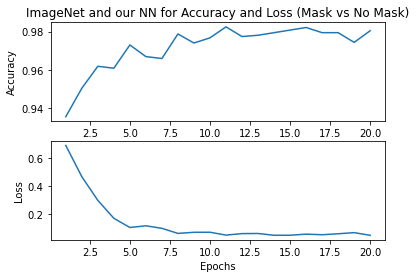 ImageNet and our NN for Accuracy and Loss (Mask vs No Mask)
0.98
0.96
0.94
Accuracy
2.5 5.0 7.5 10.0 12.5 15.0 17.5 20.0
0.6
0.4
0.2
Loss
2.5 5.0 7.5 10.0 12.5 15.0 17.5 20.0
Epochs